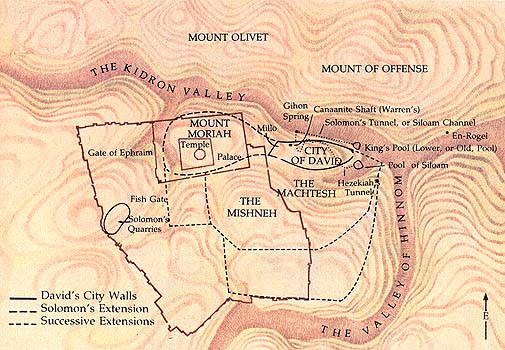 MOUNT OLIVET
MOUNT OF OFFENSE
THE KIDRON VALLEY
Gihon
Spring
Canaanite Shaft (Warren's)
Solomon's Tunnel, or Siloam Channel
En-Rogel
King's Pool (Lower, or Old, Pool)
Pool of Siloam
MOUNT
MORIAH
Temple
Millo
CITY
OF DAVID
Gate of Ephraim
Palace
THE
MACHTESH
Hezekiah
Tunnel
Fish Gate
Solomon's
Quarries
THE
MISHNEH
THE VALLEY OF HINNOM
David's City Walls
Solomon's Extension
Successive Extensions
E